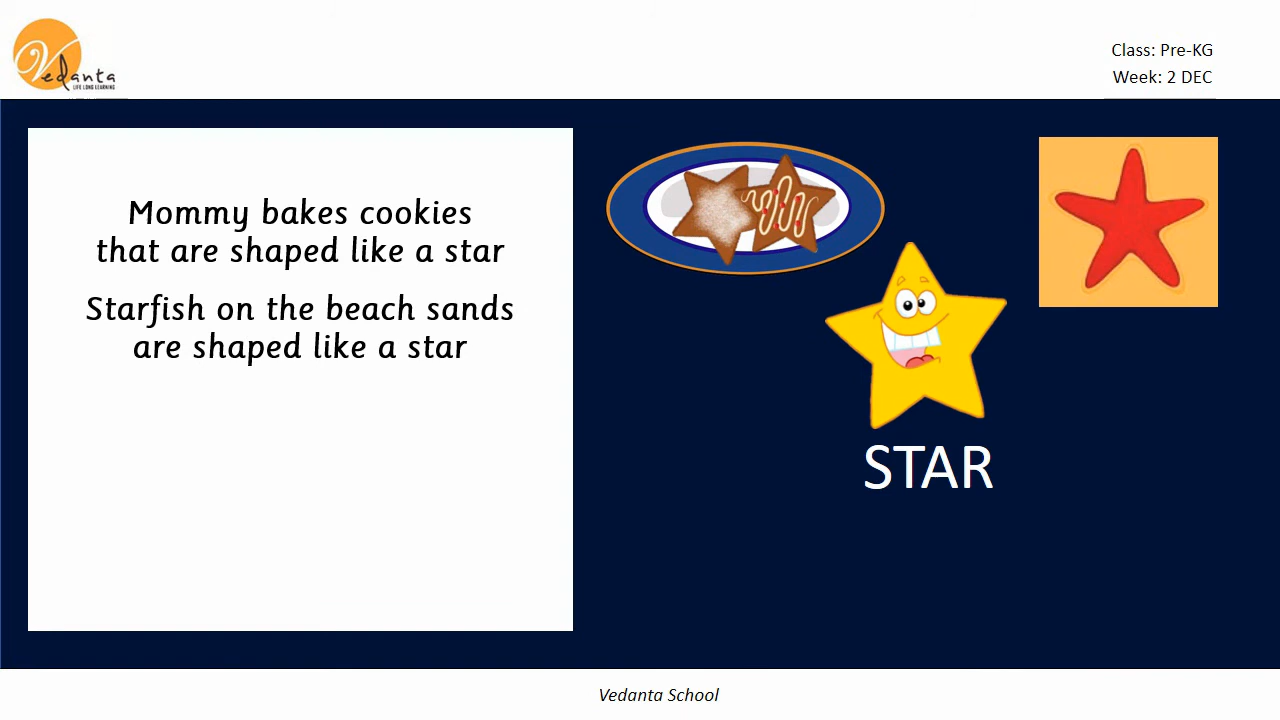 Vedanta
LIFE LONG LEARNING
Class: Pre-KG
Week: 2 DEC
Mommy bakes cookies
that are shaped like a star
Starfish on the beach sands
are shaped like a star
STAR
Vedanta School